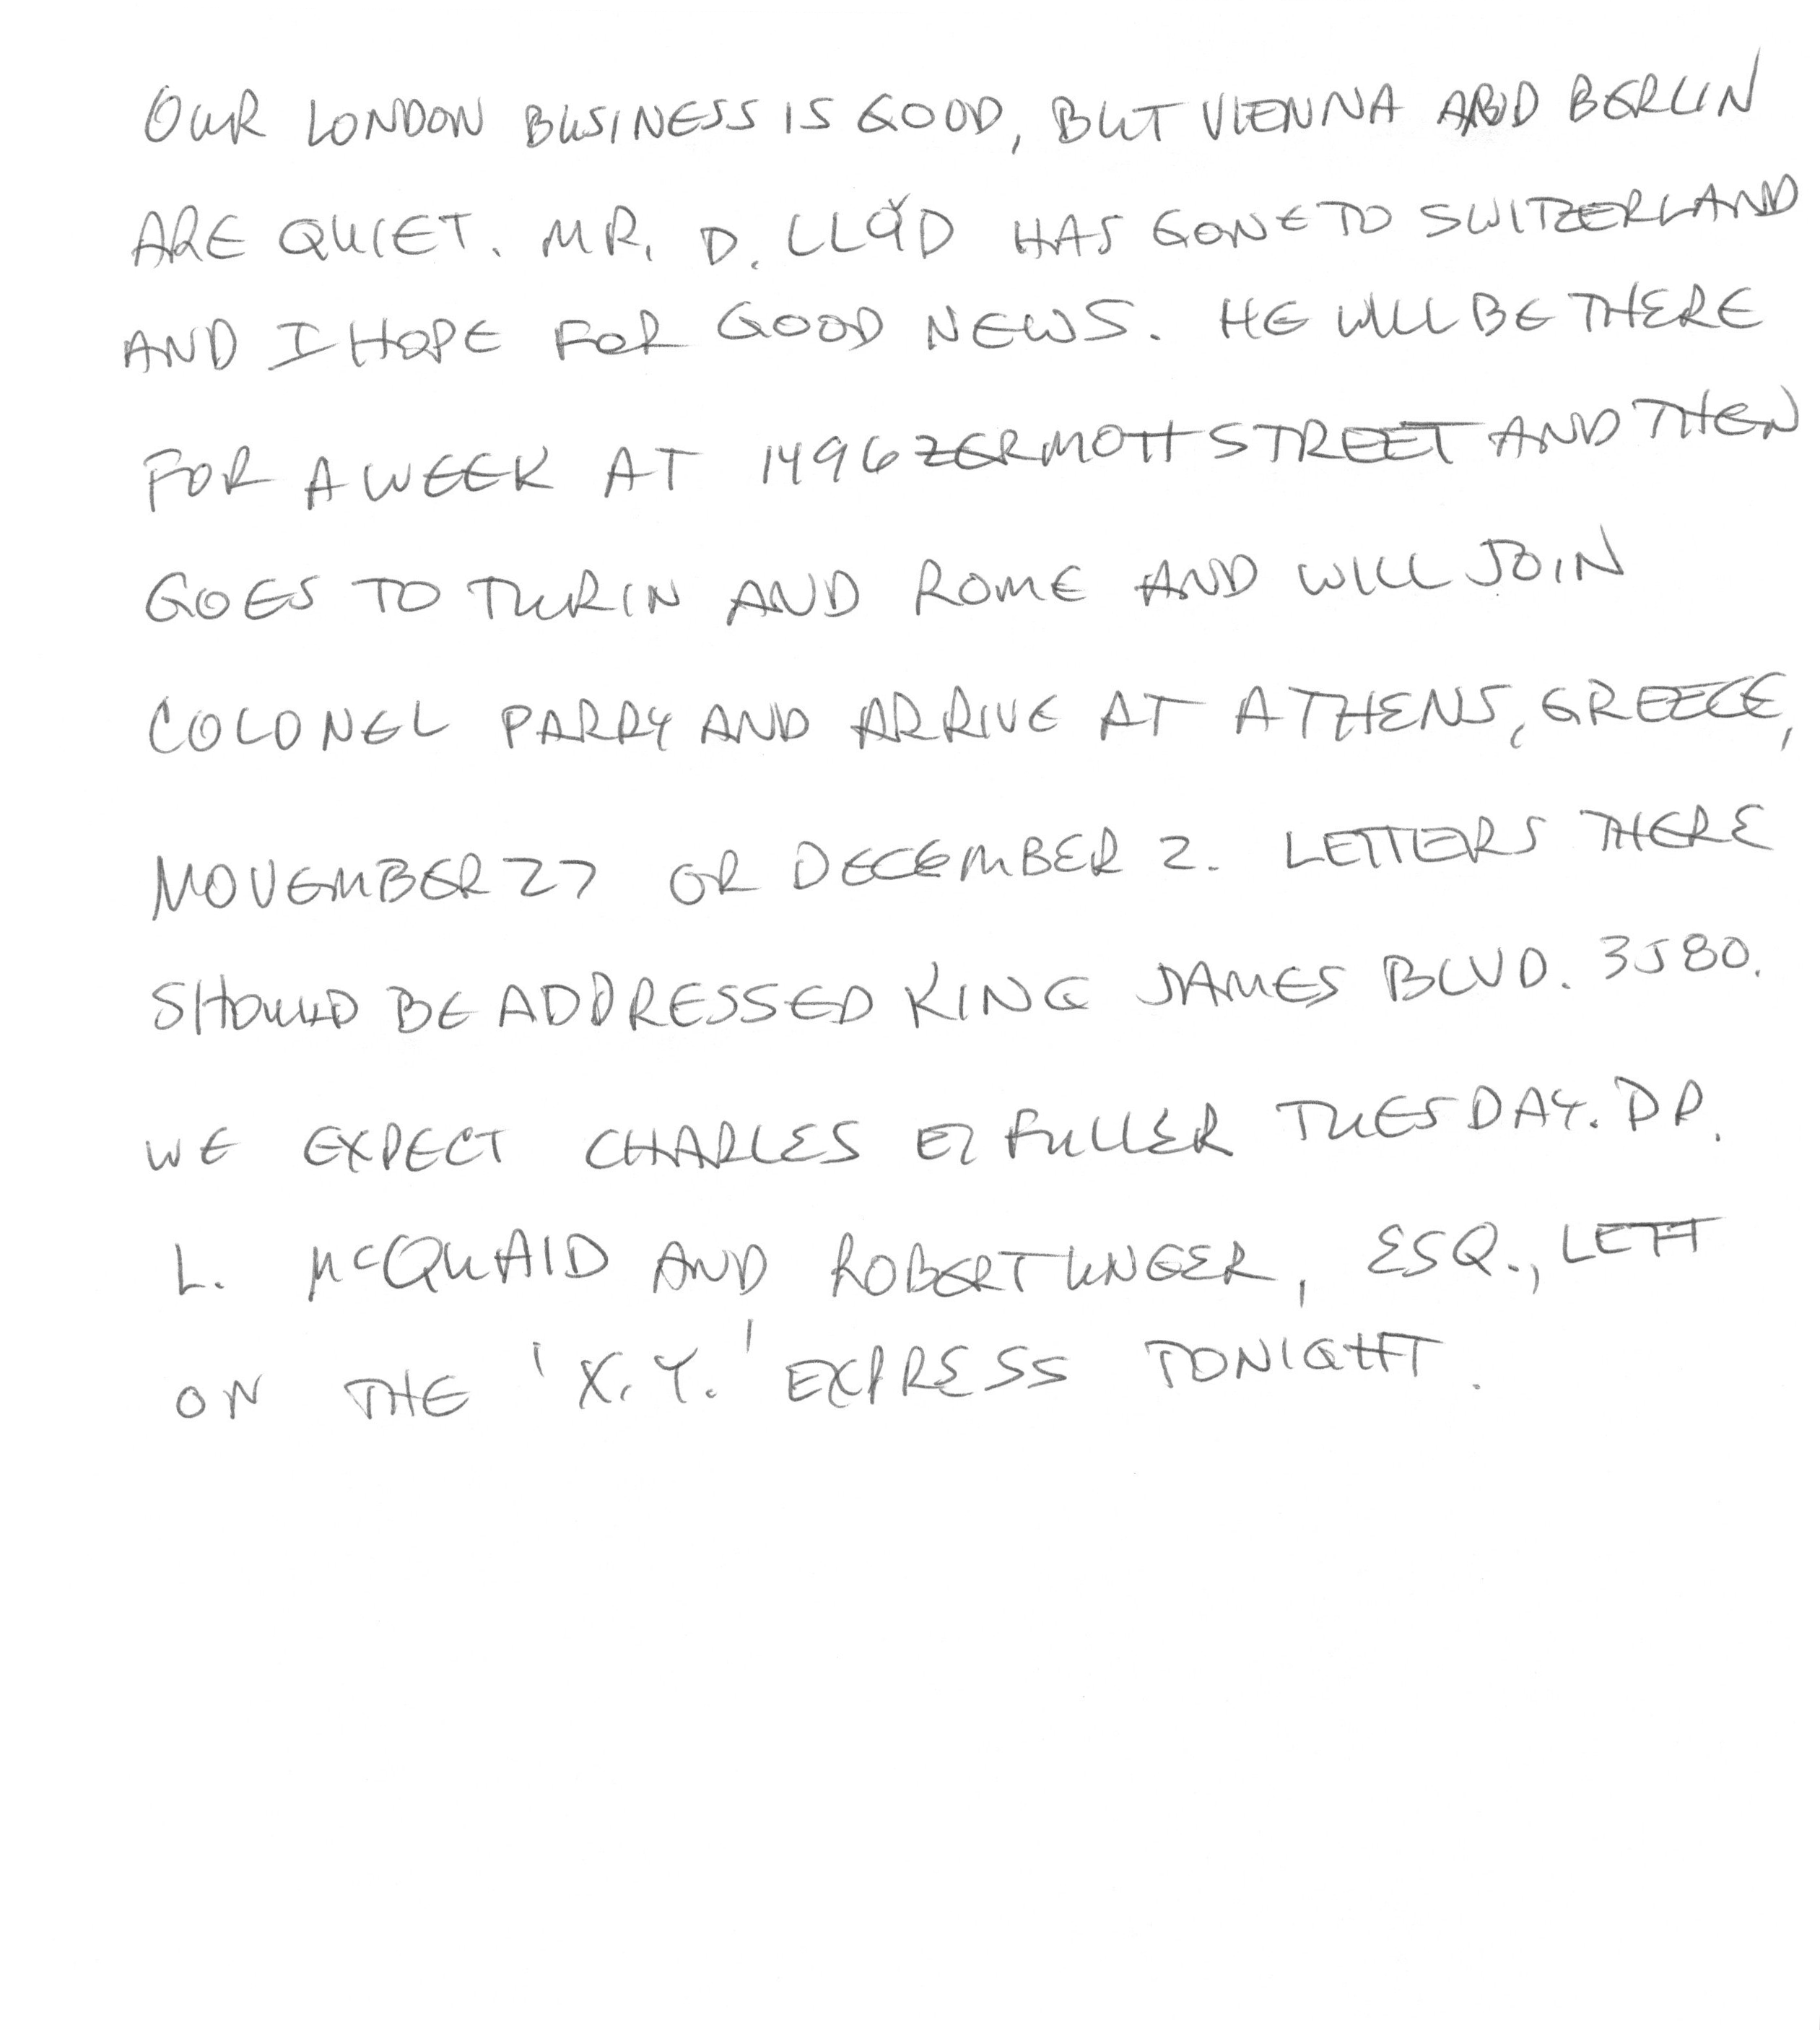 OUR LONDON BUSINESS IS GOOD, BUT VIENNA AND BERLIN
ARE QUIET. MR. D. LLOYD HAS GONE TO SWITZERLAND
AND I HOPE FOR GOOD NEWS. HE WILL BE THERE
FOR A WEEK AT 1496 ZERMOTT STREET AND THEN
GOES TO TURIN AND ROME AND WILL JOIN
COLONEL PARRY AND ARRIVE AT ATHENS, GREECE,
NOVEMBER 27 OR DECEMBER 2. LETTERS THERE
SHOULD BE ADDRESSED KING JAMES BLVD. 3580.
WE EXPECT CHARLES E. FULLER TUESDAY. DR.
L. MCQUAID AND ROBERT UNGER, ESQ., LEFT
ON THE 'X.Y.' EXPRESS TONIGHT.